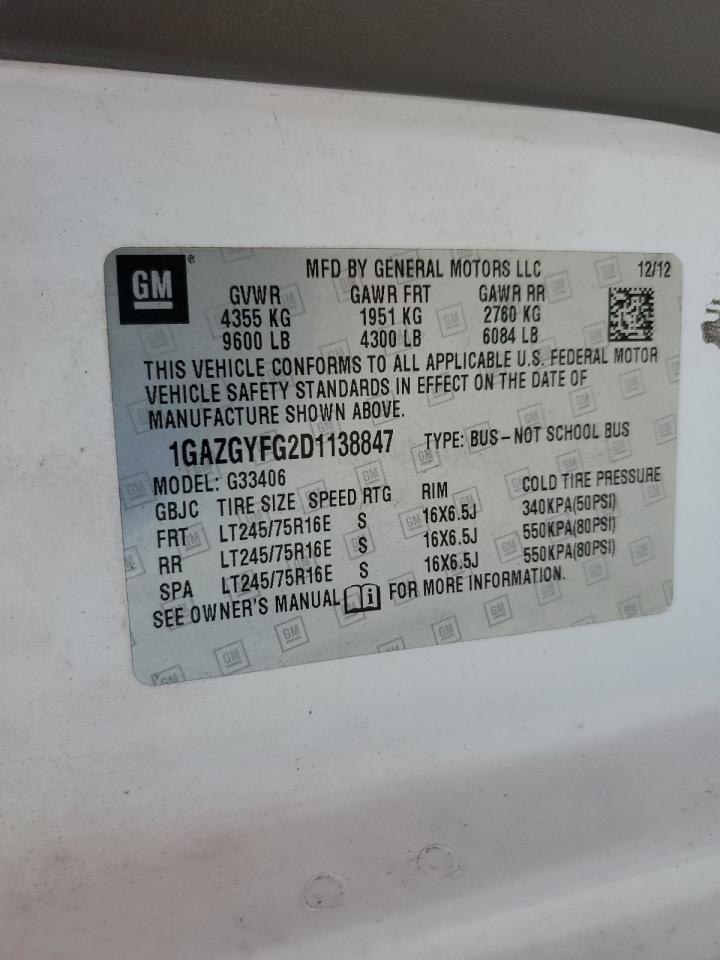 GM ® MFD BY GENERAL MOTORS LLC 12/12
GVWR GAWR FRT GAWR RR
4355 KG 1951 KG 2760 KG
9600 LB 4300 LB 6084 LB
THIS VEHICLE CONFORMS TO ALL APPLICABLE U.S. FEDERAL MOTOR
VEHICLE SAFETY STANDARDS IN EFFECT ON THE DATE OF
MANUFACTURE SHOWN ABOVE.
1GAZGYFG2D1138847 TYPE: BUS-NOT SCHOOL BUS
MODEL: G33406
GBJC TIRE SIZE SPEED RTG RIM COLD TIRE PRESSURE
FRT LT245/75R16E S 16X6.5J 340KPA(50PSI)
RR LT245/75R16E S 16X6.5J 550KPA(80PSI)
SPA LT245/75R16E S 16X6.5J 550KPA(80PSI)
SEE OWNER'S MANUAL i FOR MORE INFORMATION.